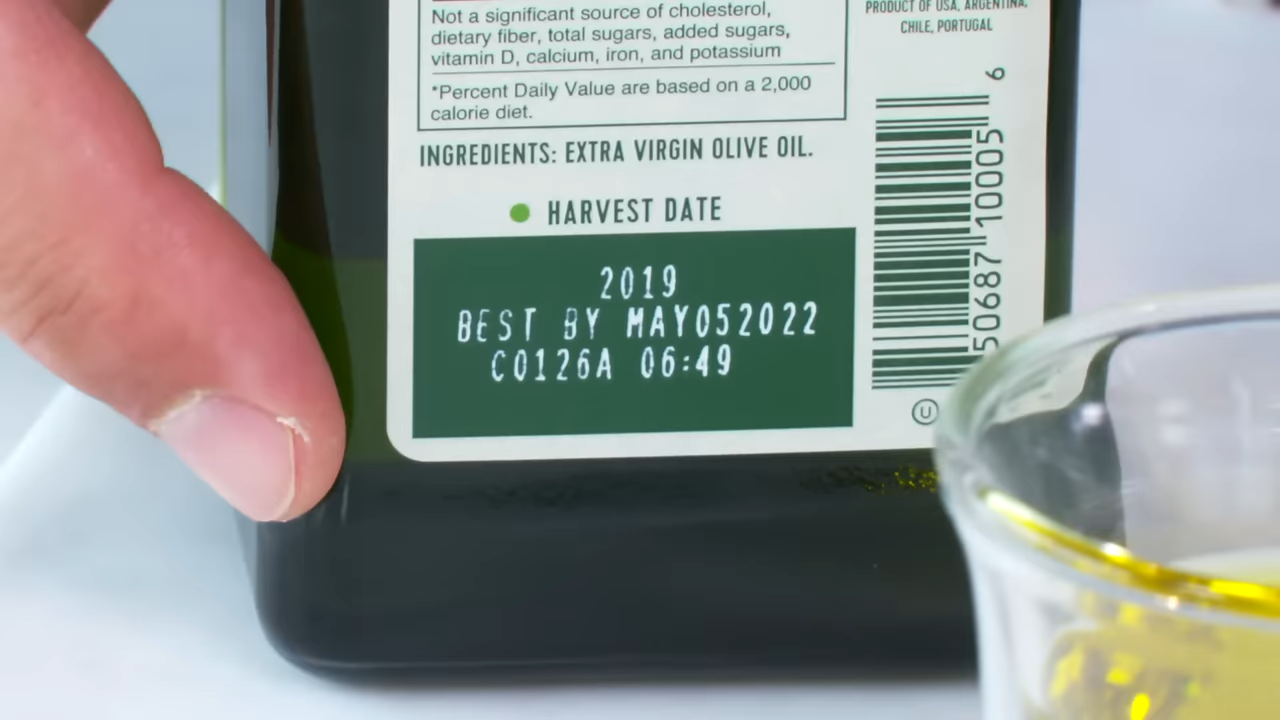 Not a significant source of cholesterol,
dietary fiber, total sugars, added sugars,
vitamin D, calcium, iron, and potassium
*Percent Daily Value are based on a 2,000
calorie diet.
INGREDIENTS: EXTRA VIRGIN OLIVE OIL.
HARVEST DATE
2019
BEST BY MAY052022
C0126A 06:49
PRODUCT OF USA, ARGENTINA,
CHILE, PORTUGAL
50687 10005 6
U